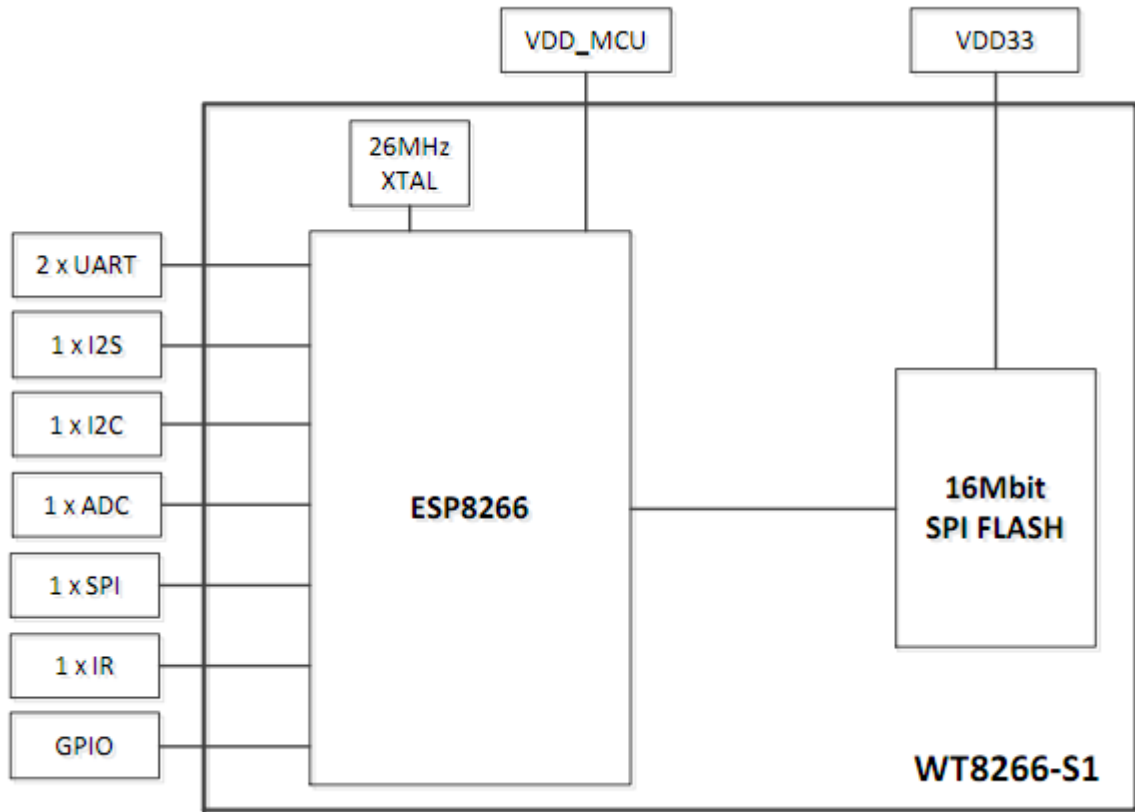 VDD_MCU
VDD33
26MHz
XTAL
2 x UART
1 x I2S
1 x I2C
1 x ADC
1 x SPI
1 x IR
GPIO
ESP8266
16Mbit
SPI FLASH
WT8266-S1